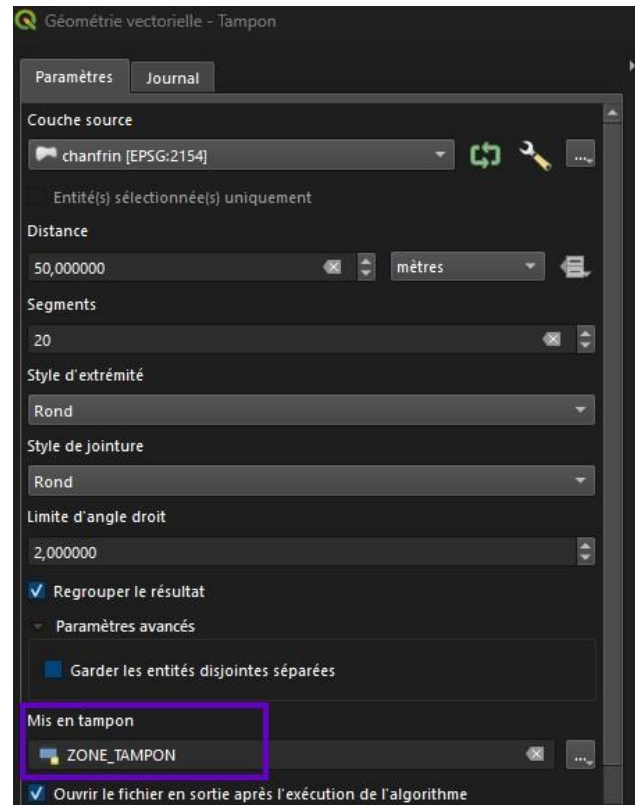 Géométrie vectorielle - Tampon
Paramètres Journal
Couche source
chanfrin [EPSG:2154]
...
Entité(s) sélectionnée(s) uniquement
Distance
50,000000 mètres
Segments
20
Style d'extrémité
Rond
Style de jointure
Rond
Limite d'angle droit
2,000000
Regrouper le résultat
Paramètres avancés
Garder les entités disjointes séparées
Mis en tampon
ZONE_TAMPON ...
Ouvrir le fichier en sortie après l'exécution de l'algorithme